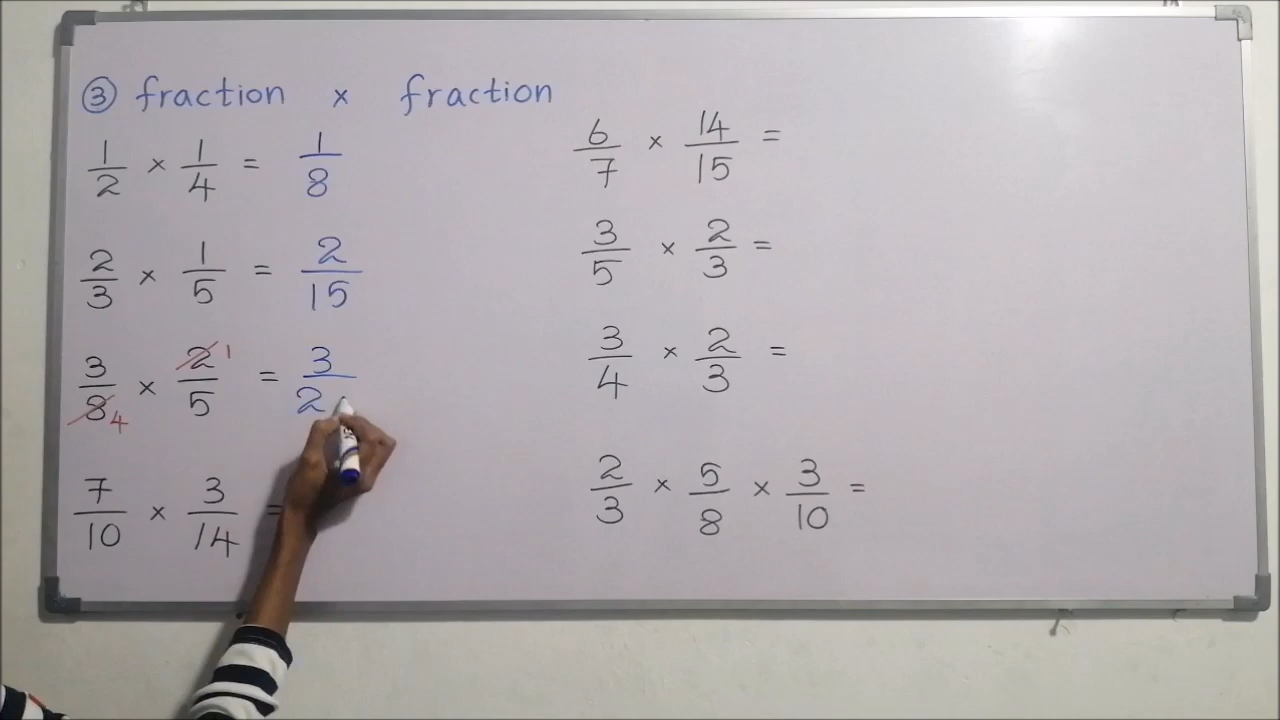 ③ fraction × fraction
1/2 × 1/4 = 1/8
2/3 × 1/5 = 2/15
3/8 4 × 2/5 1 = 3/2
7/10 × 3/14 =
6/7 × 14/15 =
3/5 × 2/3 =
3/4 × 2/3 =
2/3 × 5/8 × 3/10 =